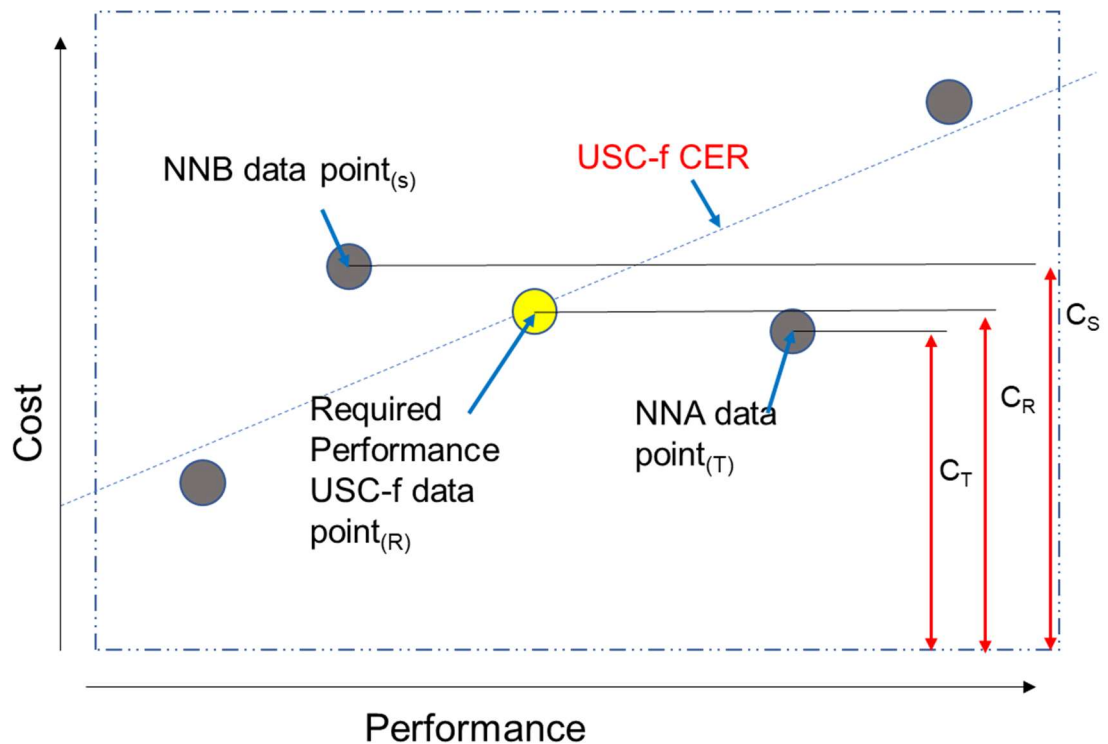 USC-f CER
NNB data point(s)
CS
CR
Required
Performance
USC-f data
point(R)
NNA data
point(T)
CT
Cost
Performance